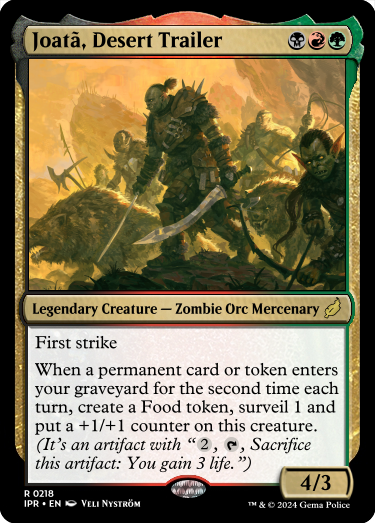 Joatã, Desert Trailer
Legendary Creature — Zombie Orc Mercenary
First strike
When a permanent card or token enters
your graveyard for the second time each
turn, create a Food token, surveil 1 and
put a +1/+1 counter on this creature.
(It's an artifact with “2, , Sacrifice
this artifact: You gain 3 life.”)
4/3
R 0218
IPR • EN Veli Nyström
™ & © 2024 Gema Police